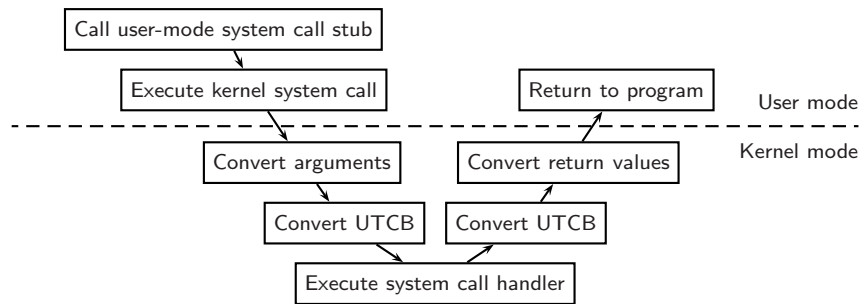 Call user-mode system call stub
Execute kernel system call
Return to program
User mode
Kernel mode
Convert arguments
Convert return values
Convert UTCB
Convert UTCB
Execute system call handler